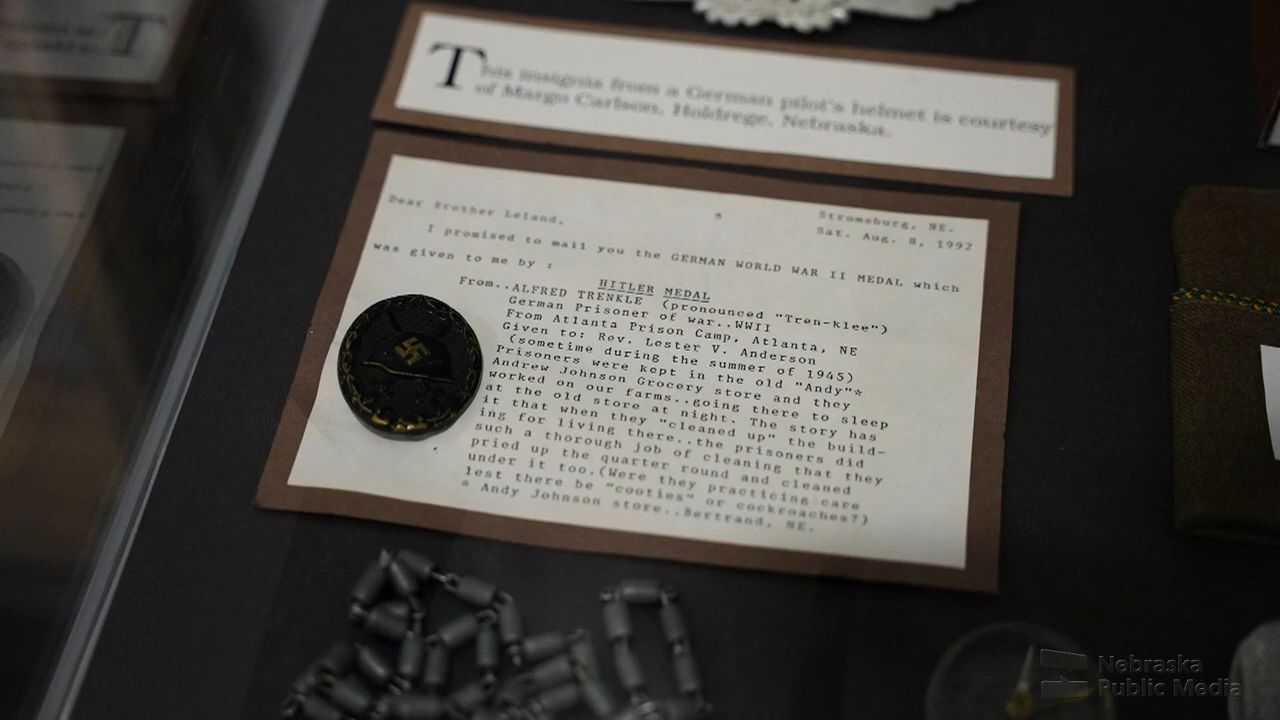 This insignia from a German pilot's helmet is courtesy
of Margo Carlson, Holdrege, Nebraska.
Stromsburg, NE.
Sat. Aug. 8, 1992
Dear Brother Leland,
I promised to mail you the GERMAN WORLD WAR II MEDAL which
was given to me by :
HITLER MEDAL
From..ALFRED TRENKLE (pronounced "Tren-klee")
German Prisoner of war..WWII
From Atlanta Prison Camp, Atlanta, NE
Given to: Rev. Lester V. Anderson
(sometime during the summer of 1945)
Prisoners were kept in the old "Andy"*
Andrew Johnson Grocery store and they
worked on our farms..going there to sleep
at the old store at night. The story has
it that when they "cleaned up" the build-
ing for living there..the prisoners did
such a thorough job of cleaning that they
pried up the quarter round and cleaned
under it too.(Were they practicing care
lest there be "cooties" or cockroaches?)
* Andy Johnson store..Bertrand, NE.
Nebraska
Public Media